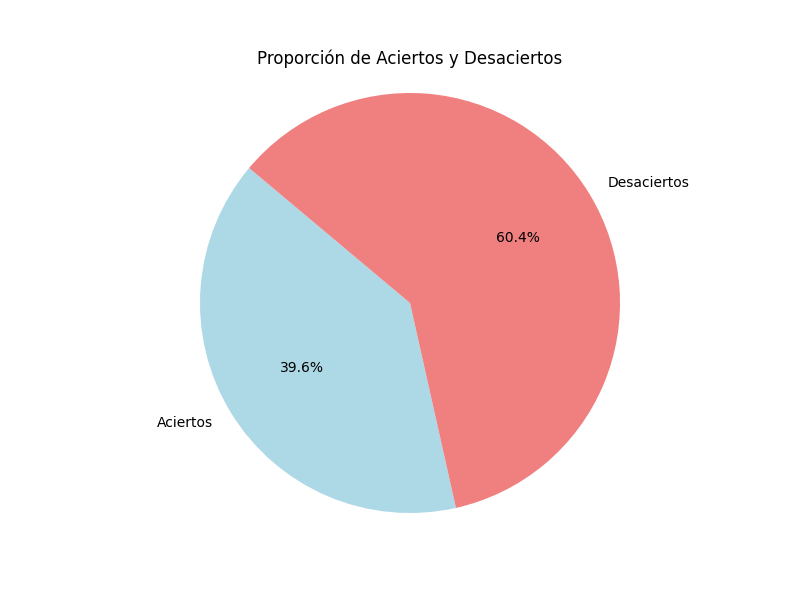 Proporción de Aciertos y Desaciertos
Desaciertos
60.4%
39.6%
Aciertos